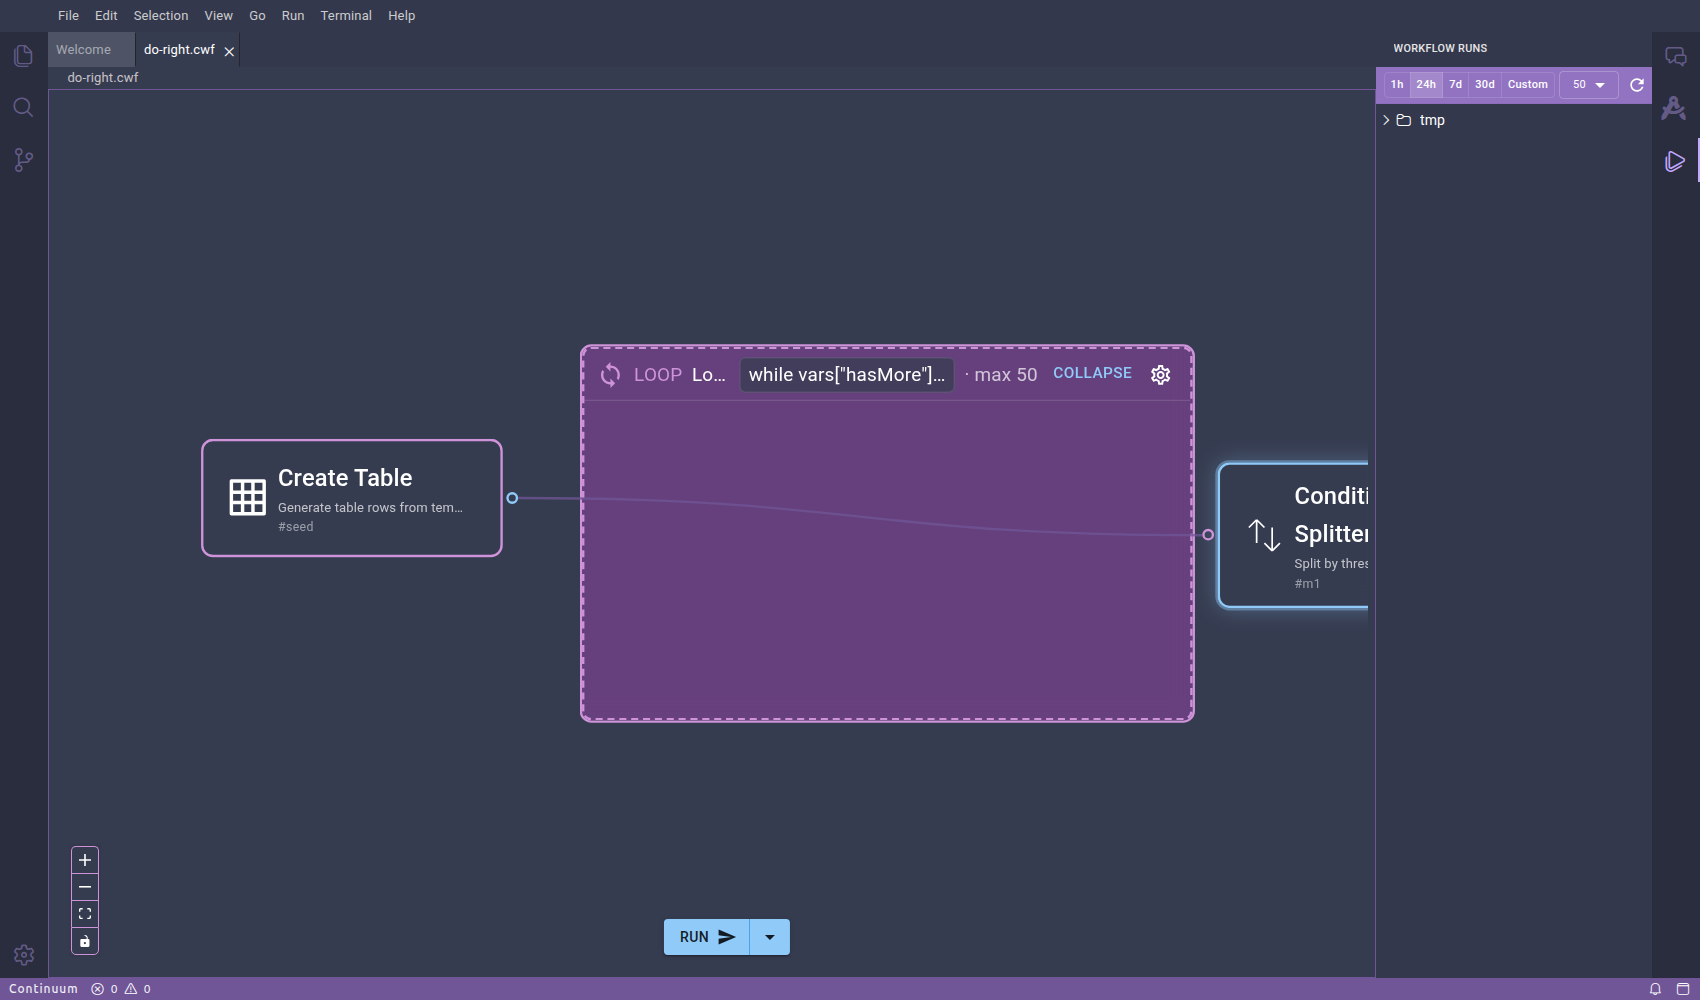 File Edit Selection View Go Run Terminal Help
Welcome
do-right.cwf
do-right.cwf
WORKFLOW RUNS
1h 24h 7d 30d Custom 50
tmp
LOOP Lo... while vars["hasMore"]... · max 50 COLLAPSE
Create Table
Generate table rows from tem...
#seed
Conditi
Splitter
Split by thres
#m1
RUN
Continuum 0 0